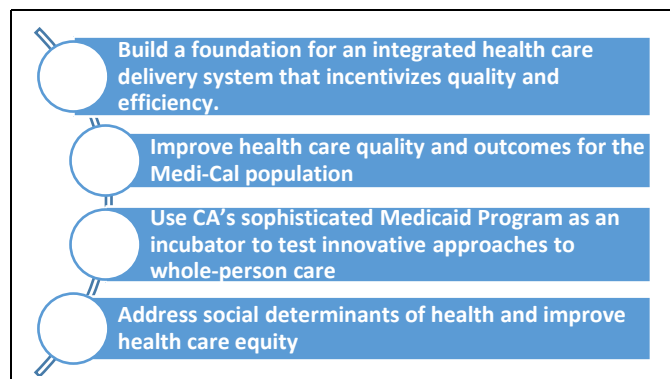 Build a foundation for an integrated health care
delivery system that incentivizes quality and
efficiency.
Improve health care quality and outcomes for the
Medi-Cal population
Use CA's sophisticated Medicaid Program as an
incubator to test innovative approaches to
whole-person care
Address social determinants of health and improve
health care equity